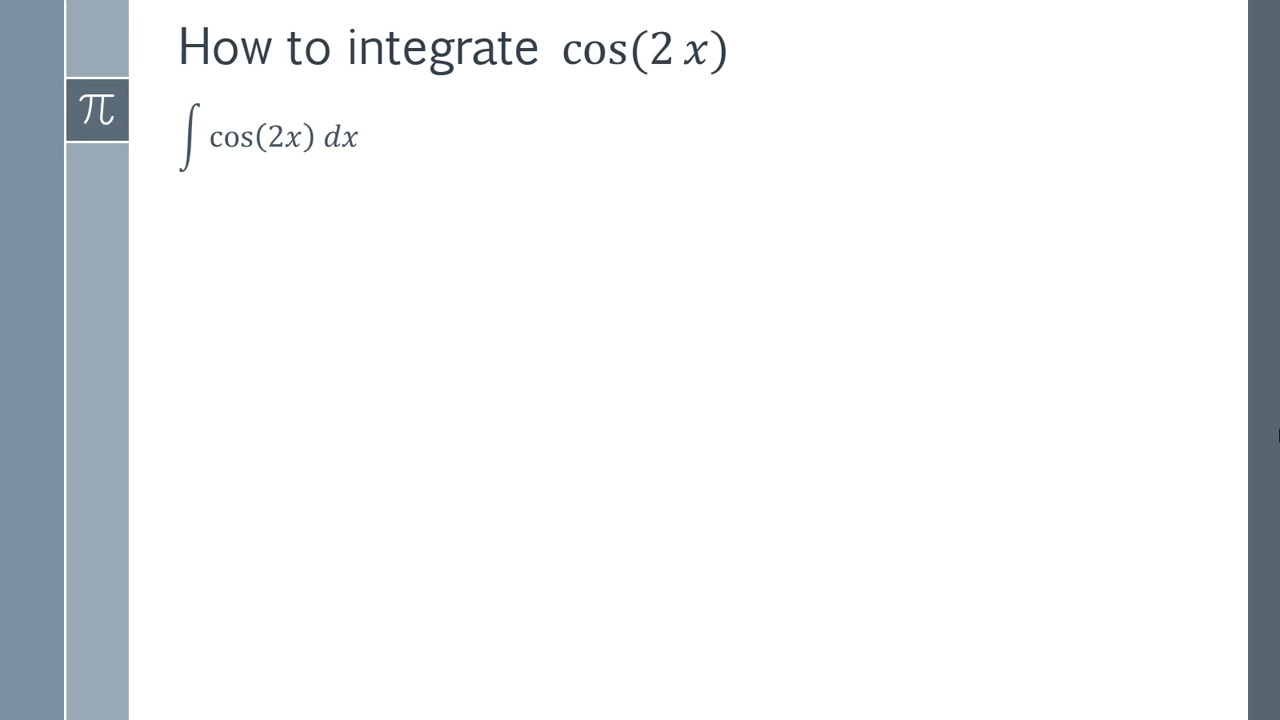 How to integrate cos(2 x)
π
∫ cos(2x) dx